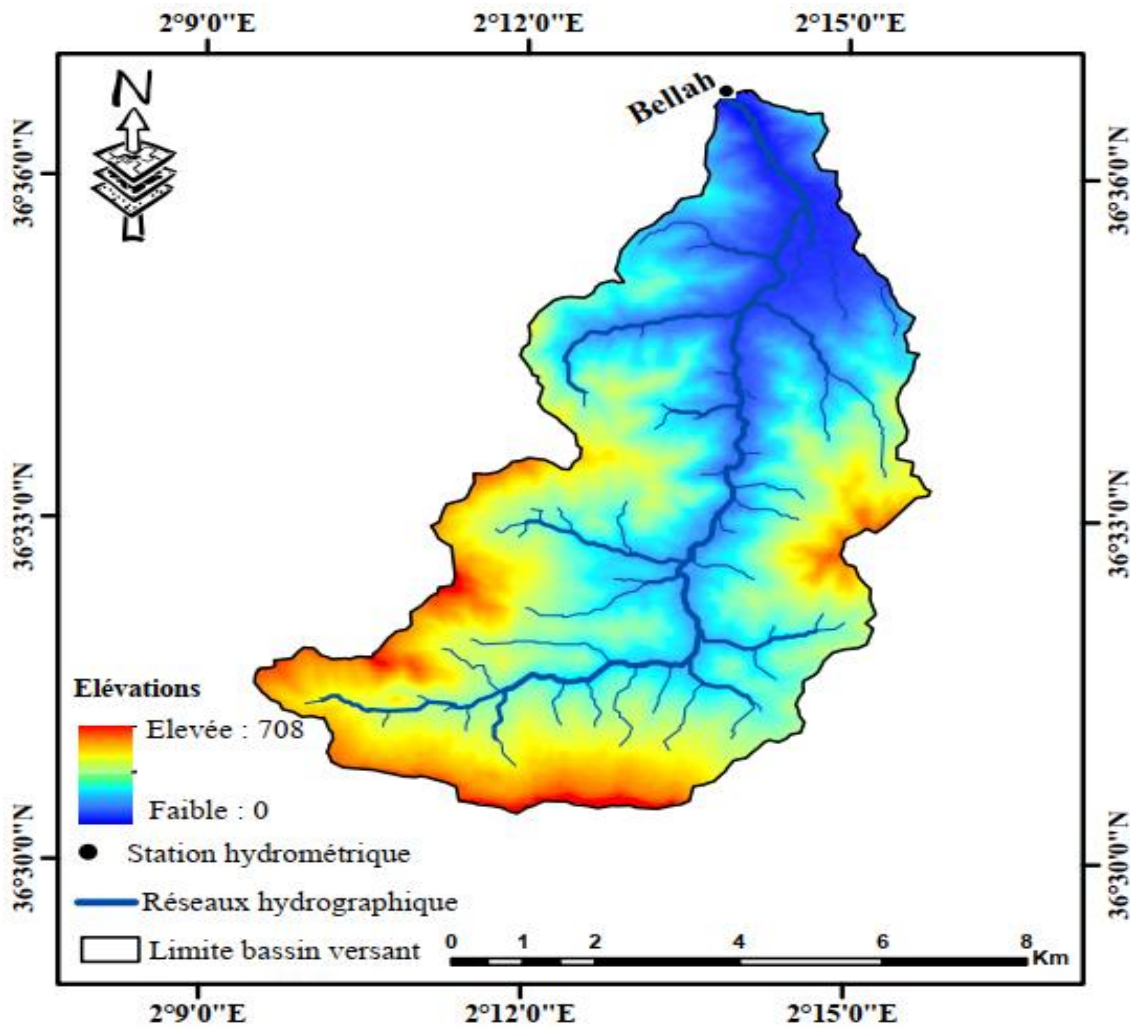 2°9'0"E 2°12'0"E 2°15'0"E
N
Bellah
36°36'0"N
36°36'0"N
36°33'0"N
36°33'0"N
36°30'0"N
36°30'0"N
Elévations
Elevée : 708
Faible : 0
Station hydrométrique
Réseaux hydrographique
Limite bassin versant
0 1 2 4 6 8
Km
2°9'0"E 2°12'0"E 2°15'0"E